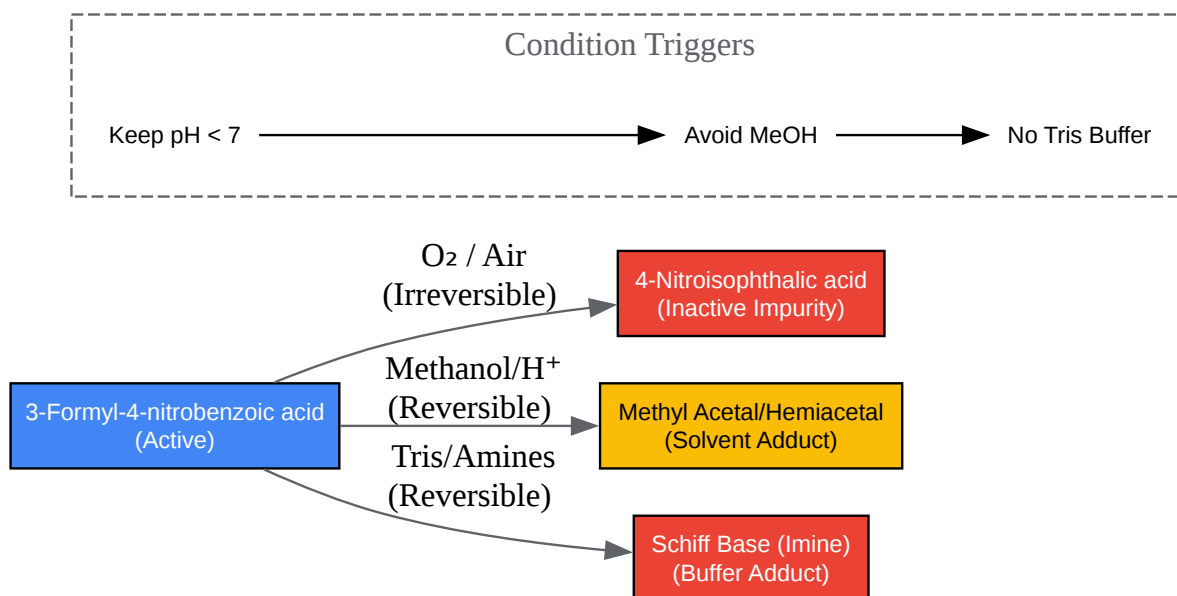 Condition Triggers
Keep pH < 7
Avoid MeOH
No Tris Buffer
O₂ / Air
(Irreversible)
4-Nitroisophthalic acid
(Inactive Impurity)
3-Formyl-4-nitrobenzoic acid
(Active)
Methanol/H⁺
(Reversible)
Methyl Acetal/Hemiacetal
(Solvent Adduct)
Tris/Amines
(Reversible)
Schiff Base (Imine)
(Buffer Adduct)